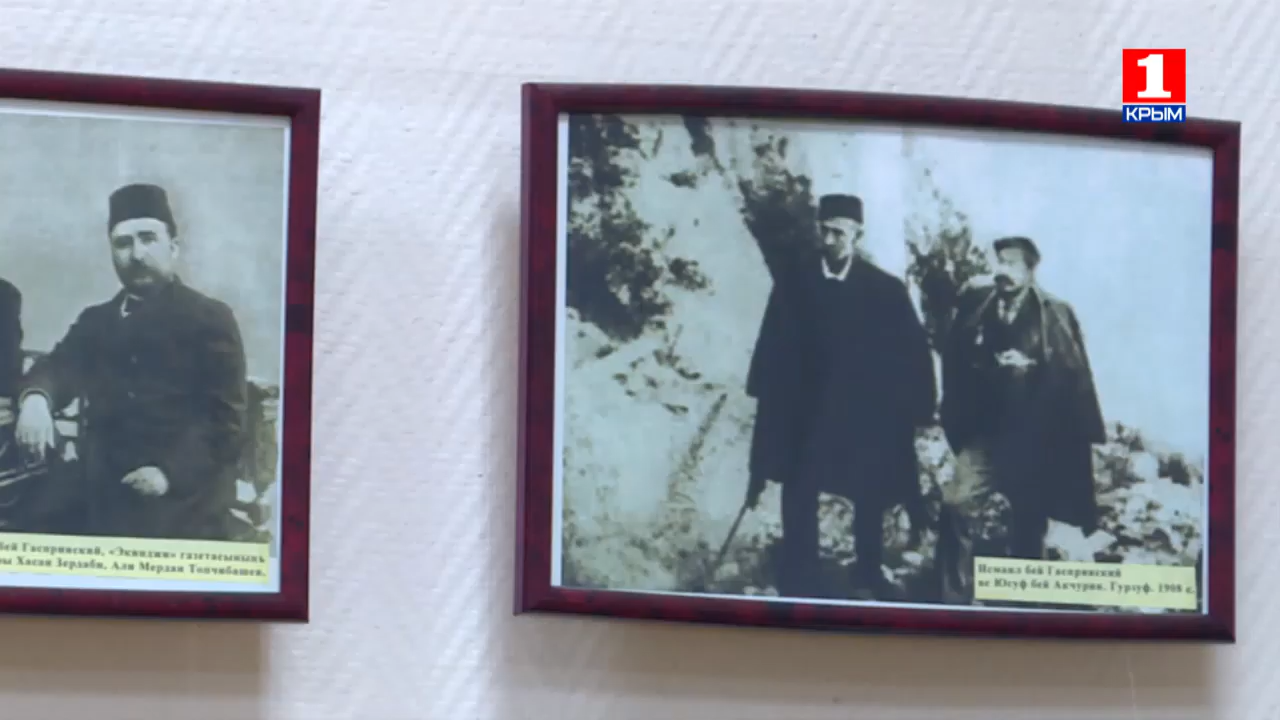 1
КРЫМ
бей Гаспринский, «Экинджи» газетасынынъ
ы Хасан Зердаби, Али Мердан Топчибашев.
Исмаил бей Гаспринский
ве Юсуф бей Акчурин. Гурзуф. 1908 с.